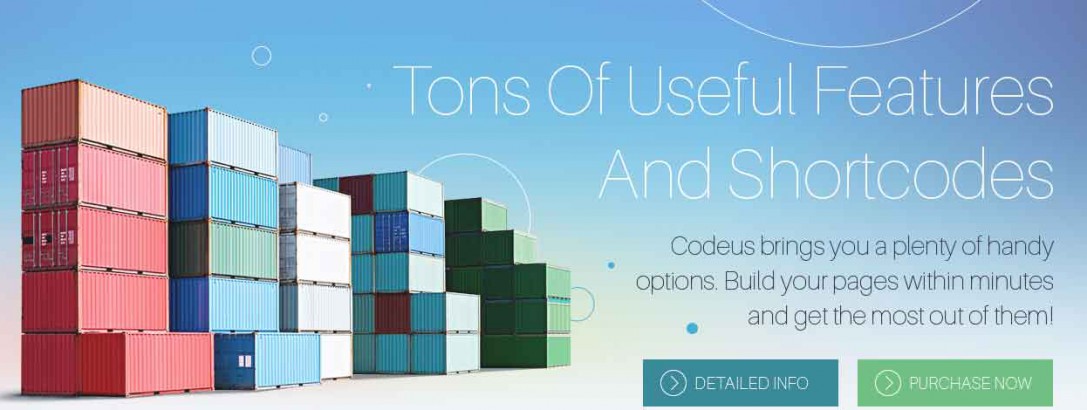 Tons Of Useful Features
And Shortcodes
Codeus brings you a plenty of handy
options. Build your pages within minutes
and get the most out of them!
DETAILED INFO
PURCHASE NOW